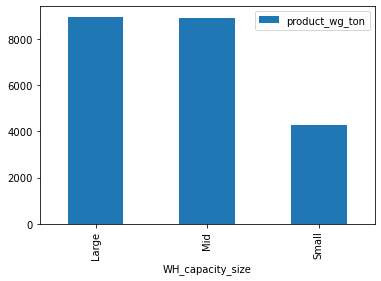 product_wg_ton
8000
6000
4000
2000
0
Large
Mid
Small
WH_capacity_size